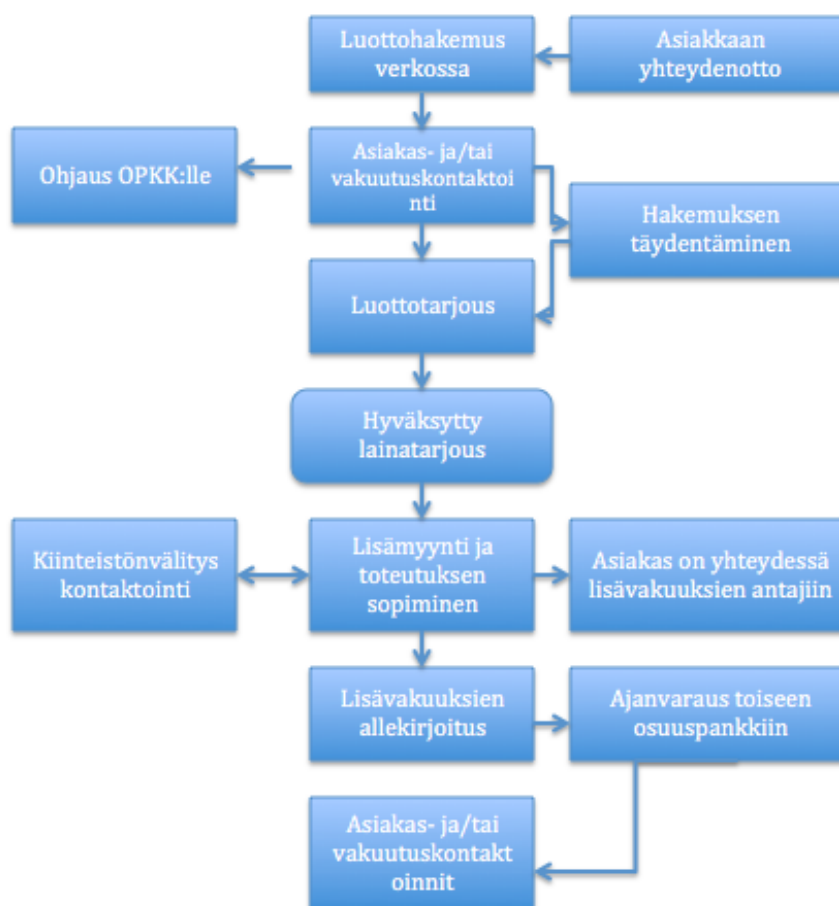 Luottohakemus
verkossa
Asiakkaan
yhteydenotto
Ohjaus OPKK:lle
Asiakas- ja/tai
vakuutuskontaktoi
nti
Hakemuksen
täydentäminen
Luottotarjous
Hyväksytty
lainatarjous
Kiinteistönvälitys
kontaktointi
Lisämyynti ja
toteutuksen
sopiminen
Asiakas on yhteydessä
lisävakuuksien antajiin
Lisävakuuksien
allekirjoitus
Ajanvaraus toiseen
osuuspankkiin
Asiakas- ja/tai
vakuutuskontakt
oinnit